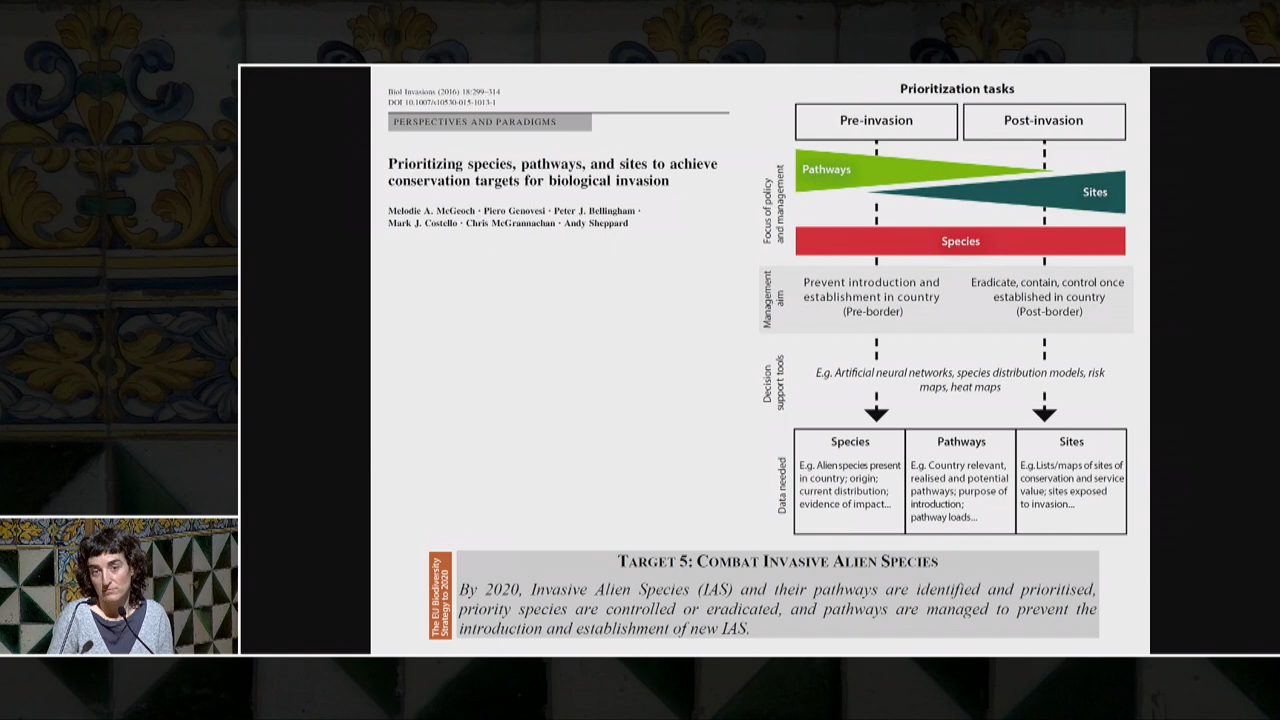 Biol Invasions (2016) 18:299–314
DOI 10.1007/s10530-015-1013-1
PERSPECTIVES AND PARADIGMS
Prioritizing species, pathways, and sites to achieve
conservation targets for biological invasion
Melodie A. McGeoch · Piero Genovesi · Peter J. Bellingham ·
Mark J. Costello · Chris McGrannachan · Andy Sheppard
Prioritization tasks
Pre-invasion
Post-invasion
Focus of policy
and management
Pathways
Sites
Species
Management
aim
Prevent introduction and
establishment in country
(Pre-border)
Eradicate, contain, control once
established in country
(Post-border)
Decision
support tools
E.g. Artificial neural networks, species distribution models, risk
maps, heat maps
Data needed
Species
E.g. Alien species present
in country; origin;
current distribution;
evidence of impact...
Pathways
E.g. Country relevant,
realised and potential
pathways; purpose of
introduction;
pathway loads...
Sites
E.g. Lists/maps of sites of
conservation and service
value; sites exposed
to invasion...
The EU Biodiversity
Strategy to 2020
TARGET 5: COMBAT INVASIVE ALIEN SPECIES
By 2020, Invasive Alien Species (IAS) and their pathways are identified and prioritised,
priority species are controlled or eradicated, and pathways are managed to prevent the
introduction and establishment of new IAS.